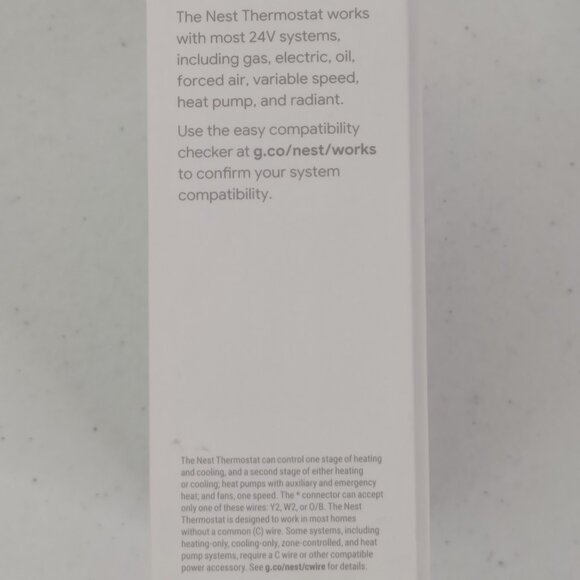 The Nest Thermostat works
with most 24V systems,
including gas, electric, oil,
forced air, variable speed,
heat pump, and radiant.
Use the easy compatibility
checker at g.co/nest/works
to confirm your system
compatibility.
The Nest Thermostat can control one stage of heating
and cooling, and a second stage of either heating
or cooling; heat pumps with auxiliary and emergency
heat; and fans, one speed. The * connector can accept
only one of these wires: Y2, W2, or O/B. The Nest
Thermostat is designed to work in most homes
without a common (C) wire. Some systems, including
heating-only, cooling-only, zone-controlled, and heat
pump systems, require a C wire or other compatible
power accessory. See g.co/nest/cwire for details.